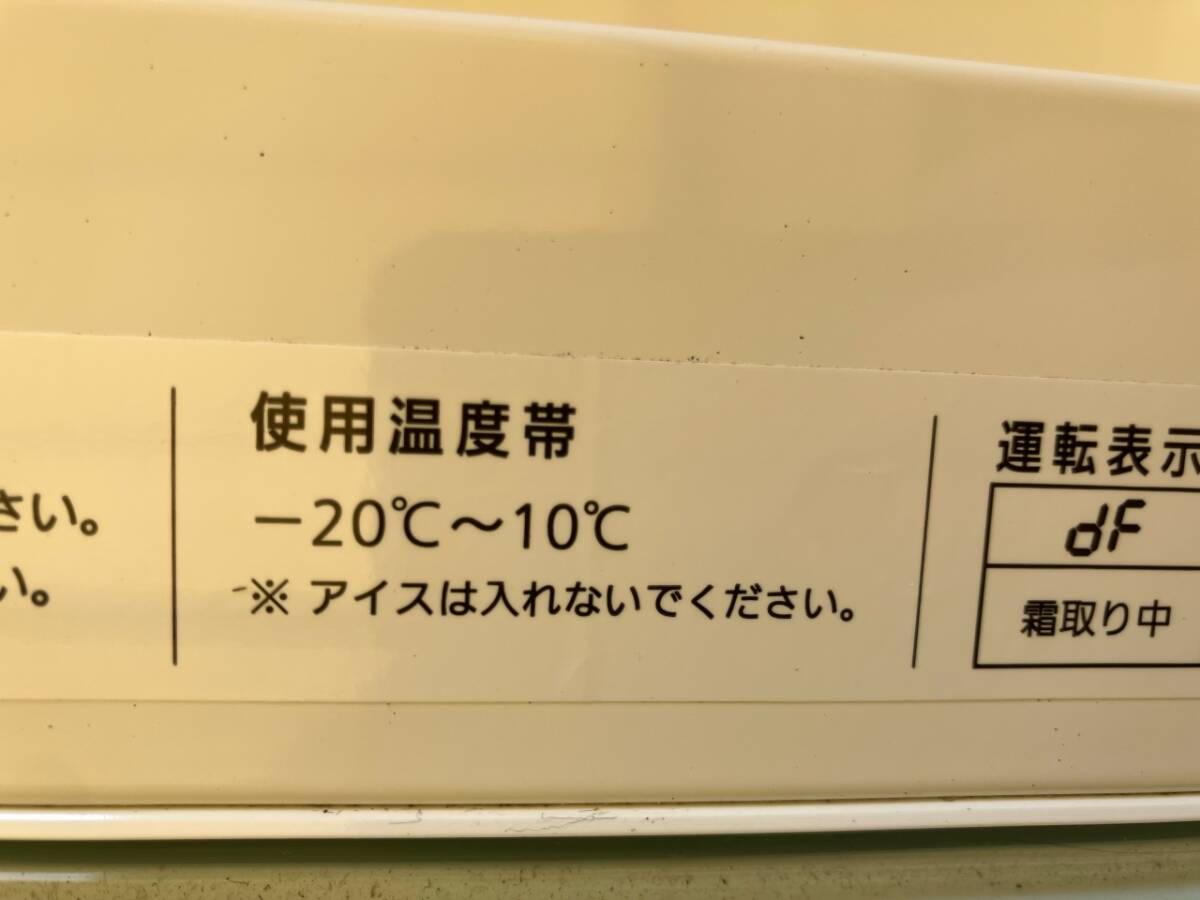 さい。
い。
使用温度帯
−20℃～10℃
※ アイスは入れないでください。
運転表示
dF
霜取り中